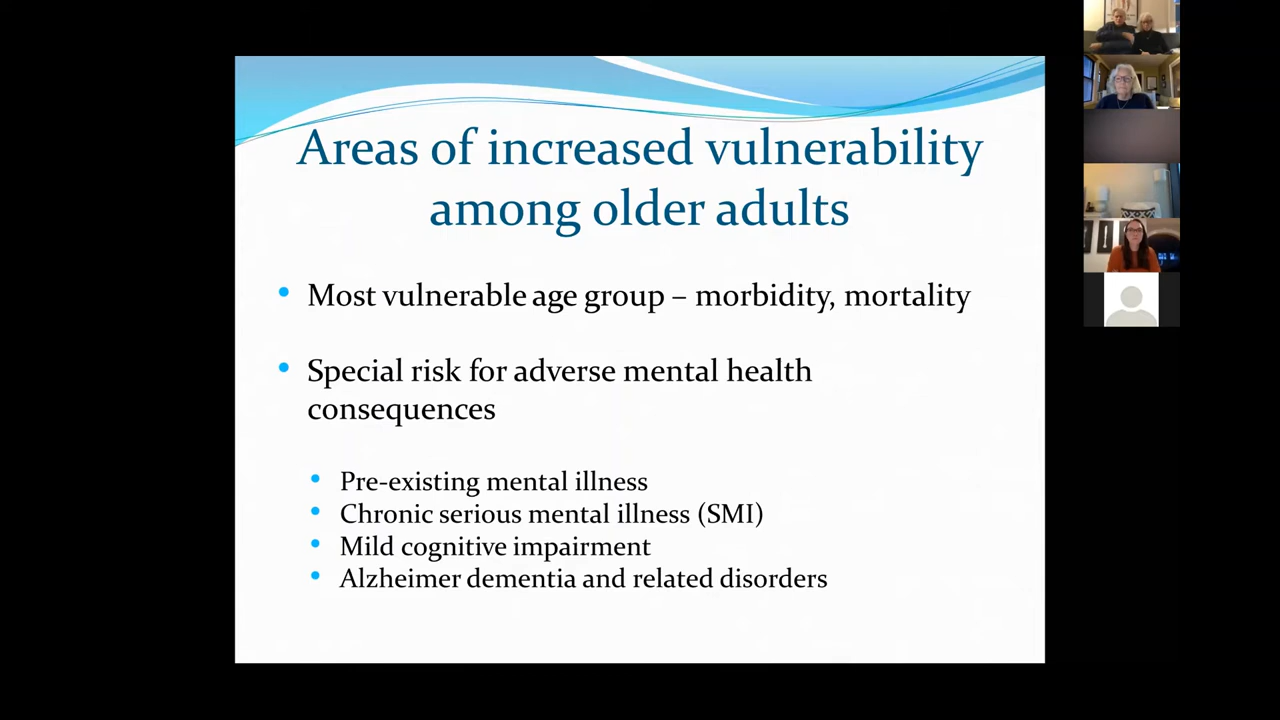 Areas of increased vulnerability
among older adults
• Most vulnerable age group – morbidity, mortality
• Special risk for adverse mental health
consequences
• Pre-existing mental illness
• Chronic serious mental illness (SMI)
• Mild cognitive impairment
• Alzheimer dementia and related disorders